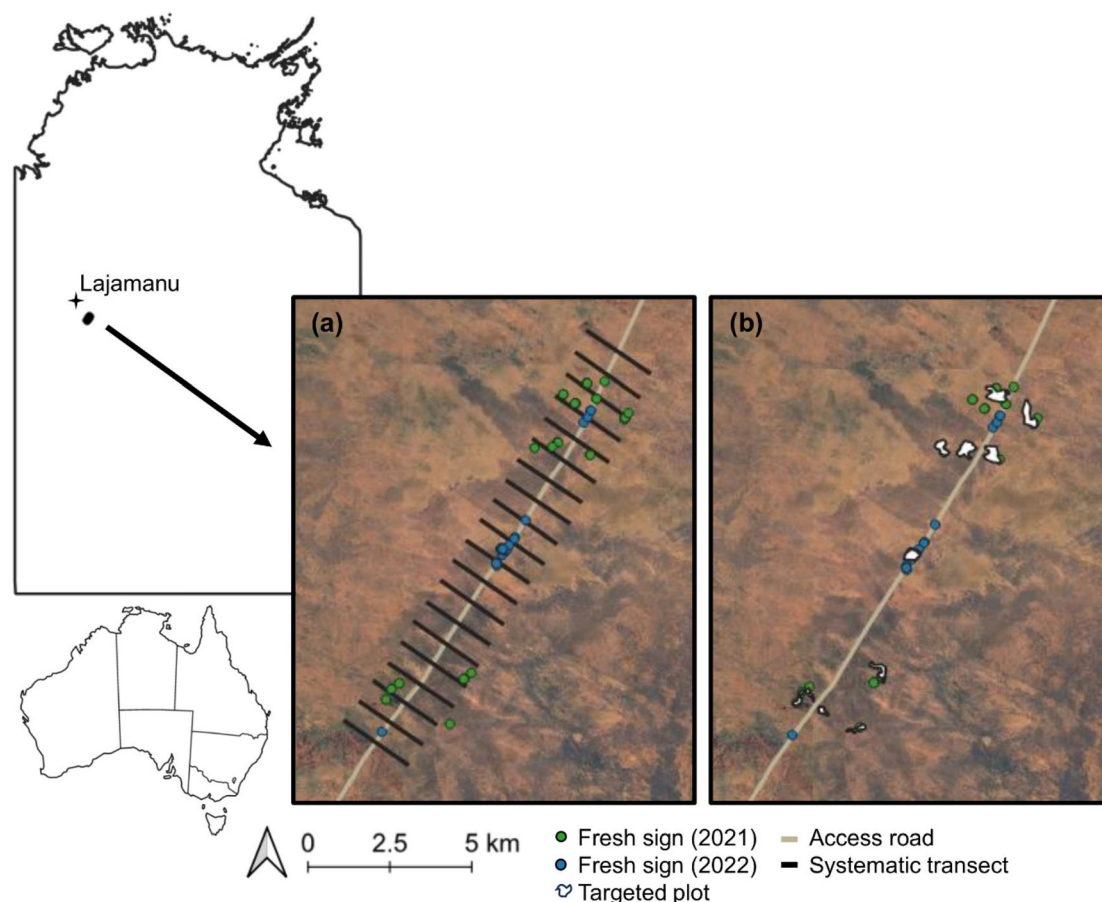 Lajamanu
(a)
(b)
0 2.5 5 km
Fresh sign (2021)
Fresh sign (2022)
Targeted plot
Access road
Systematic transect